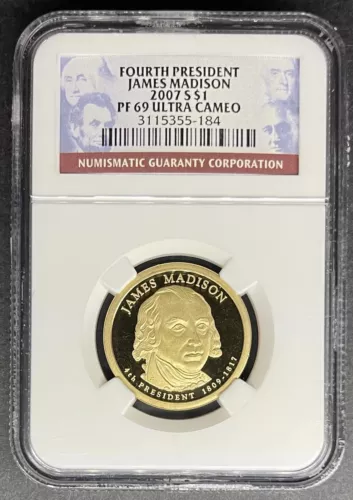 FOURTH PRESIDENT
JAMES MADISON
2007 S $1
PF 69 ULTRA CAMEO
3115355-184
NUMISMATIC GUARANTY CORPORATION
JAMES MADISON
4th PRESIDENT 1809-1817